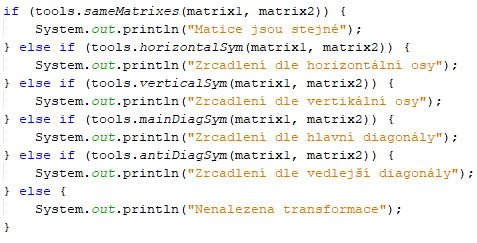 if (tools.sameMatrixes(matrix1, matrix2)) {
    System.out.println("Matice jsou stejné");
} else if (tools.horizontalSym(matrix1, matrix2)) {
    System.out.println("Zrcadlení dle horizontální osy");
} else if (tools.verticalSym(matrix1, matrix2)) {
    System.out.println("Zrcadlení dle vertikální osy");
} else if (tools.mainDiagSym(matrix1, matrix2)) {
    System.out.println("Zrcadlení dle hlavní diagonály");
} else if (tools.antiDiagSym(matrix1, matrix2)) {
    System.out.println("Zrcadlení dle vedlejší diagonály");
} else {
    System.out.println("Nenalezena transformace");
}